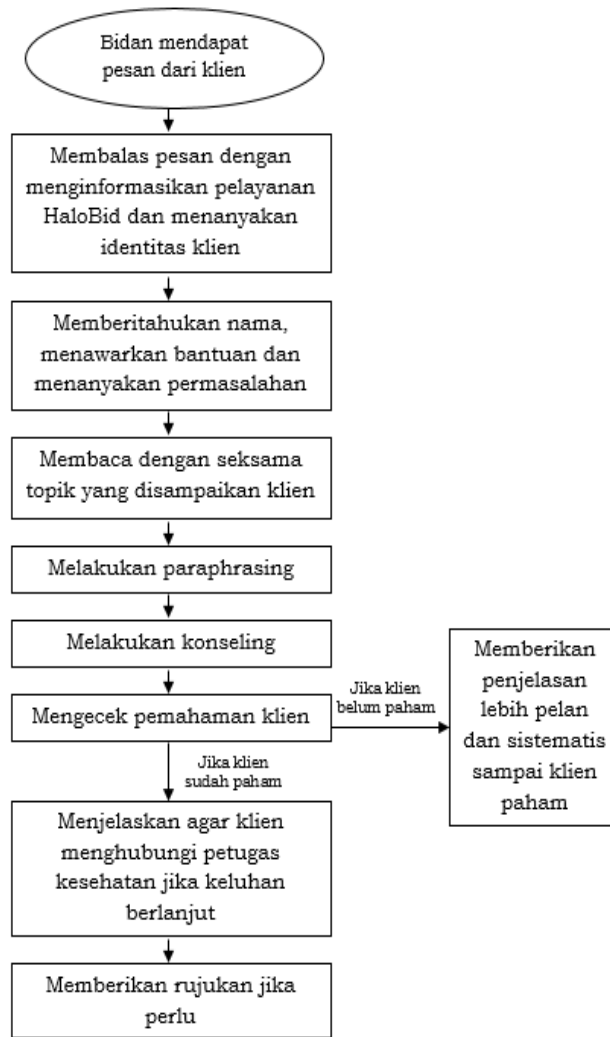 Bidan mendapat
pesan dari klien
Membalas pesan dengan
menginformasikan pelayanan
HaloBid dan menanyakan
identitas klien
Memberitahukan nama,
menawarkan bantuan dan
menanyakan permasalahan
Membaca dengan seksama
topik yang disampaikan klien
Melakukan paraphrasing
Melakukan konseling
Mengecek pemahaman klien
Jika klien
belum paham
Memberikan
penjelasan
lebih pelan
dan sistematis
sampai klien
paham
Jika klien
sudah paham
Menjelaskan agar klien
menghubungi petugas
kesehatan jika keluhan
berlanjut
Memberikan rujukan jika
perlu